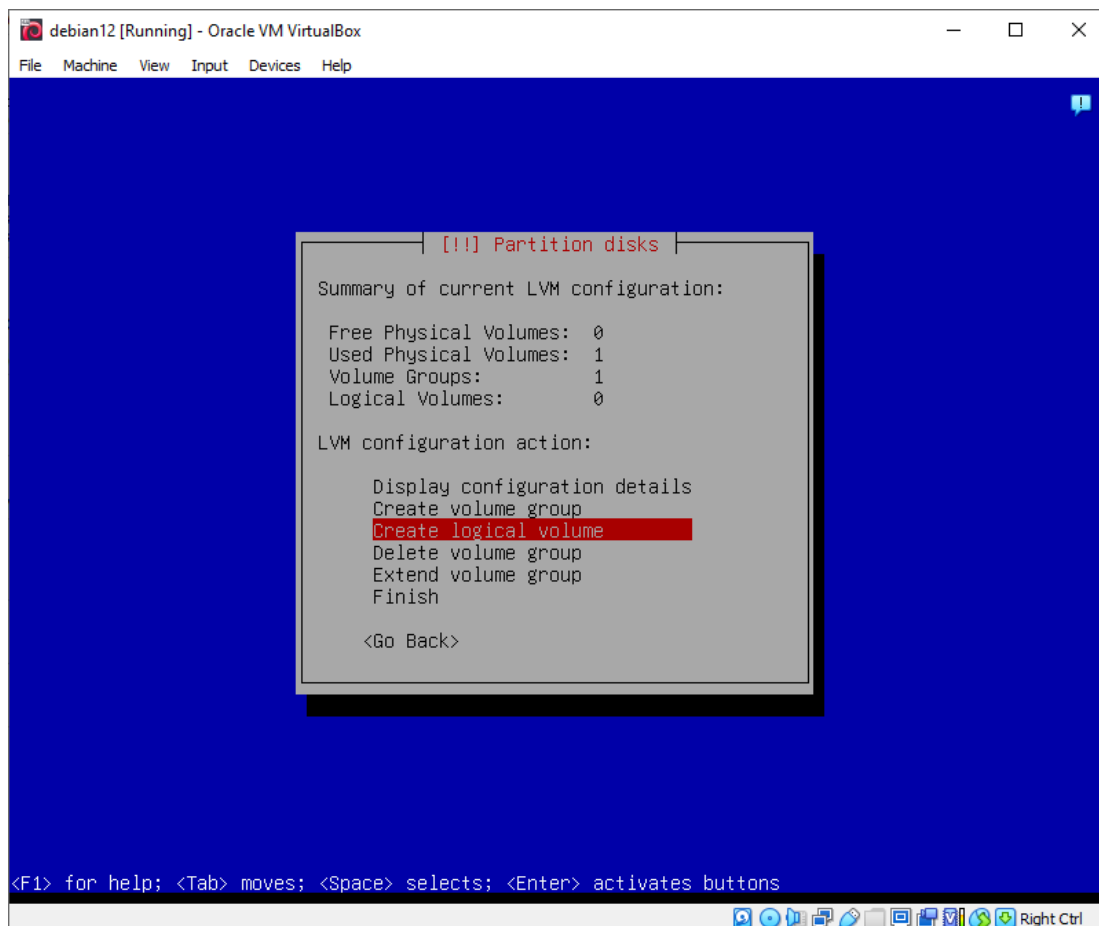 debian12 [Running] - Oracle VM VirtualBox
File Machine View Input Devices Help
[!!] Partition disks
Summary of current LVM configuration:
Free Physical Volumes: 0
Used Physical Volumes: 1
Volume Groups: 1
Logical Volumes: 0
LVM configuration action:
Display configuration details
Create volume group
Create logical volume
Delete volume group
Extend volume group
Finish
<Go Back>
<F1> for help; <Tab> moves; <Space> selects; <Enter> activates buttons
Right Ctrl